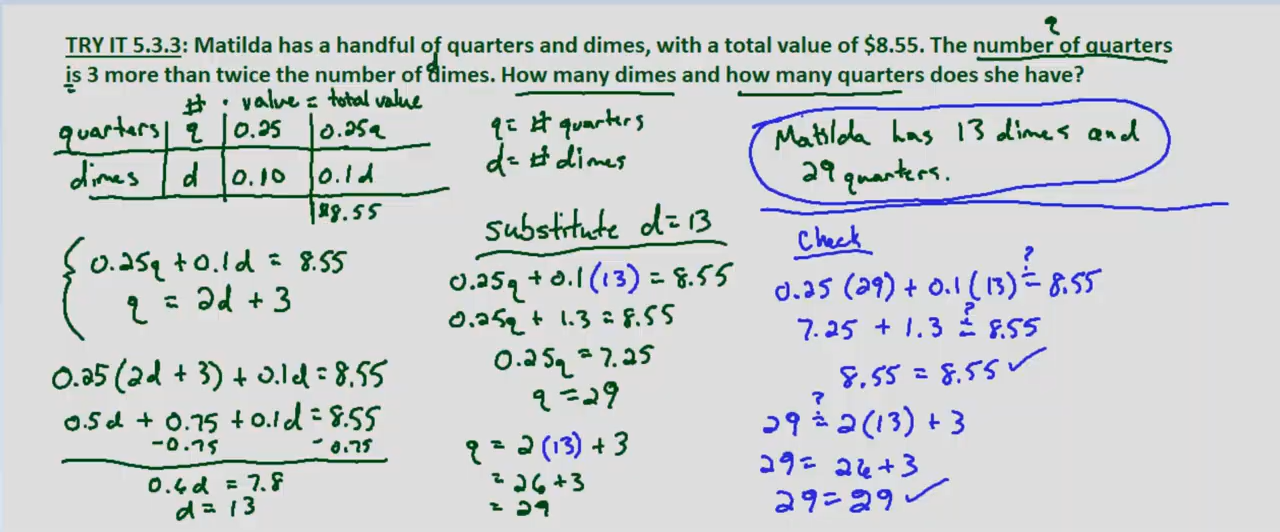 TRY IT 5.3.3: Matilda has a handful of quarters and dimes, with a total value of $8.55. The number of quarters
q
is 3 more than twice the number of dimes. How many dimes and how many quarters does she have?
d
=
# · value = total value
quarters q 0.25 0.25q
dimes d 0.10 0.1d
$8.55
0.25q + 0.1d = 8.55
q = 2d + 3
0.25(2d + 3) + 0.1d = 8.55
0.5d + 0.75 + 0.1d = 8.55
-0.75 -0.75
0.6d = 7.8
d = 13
q = # quarters
d = # dimes
substitute d = 13
0.25q + 0.1(13) = 8.55
0.25q + 1.3 = 8.55
0.25q = 7.25
q = 29
q = 2(13) + 3
= 26 + 3
= 29
Matilda has 13 dimes and
29 quarters.
Check
0.25(29) + 0.1(13) ≟ 8.55
7.25 + 1.3 ≟ 8.55
8.55 = 8.55 ✓
29 ≟ 2(13) + 3
29 = 26 + 3
29 = 29 ✓